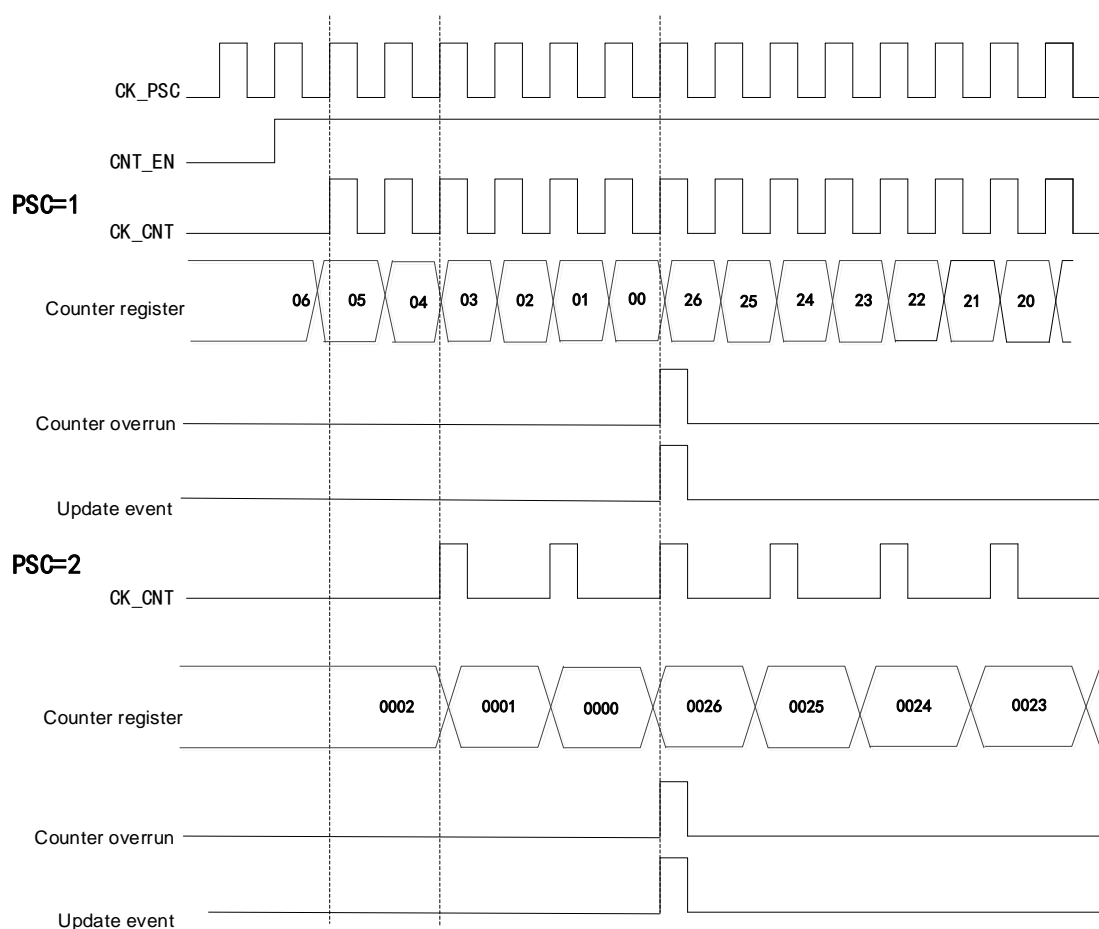 CK_PSC
CNT_EN
PSC=1
CK_CNT
Counter register 06 05 04 03 02 01 00 26 25 24 23 22 21 20
Counter overrun
Update event
PSC=2
CK_CNT
Counter register 0002 0001 0000 0026 0025 0024 0023
Counter overrun
Update event